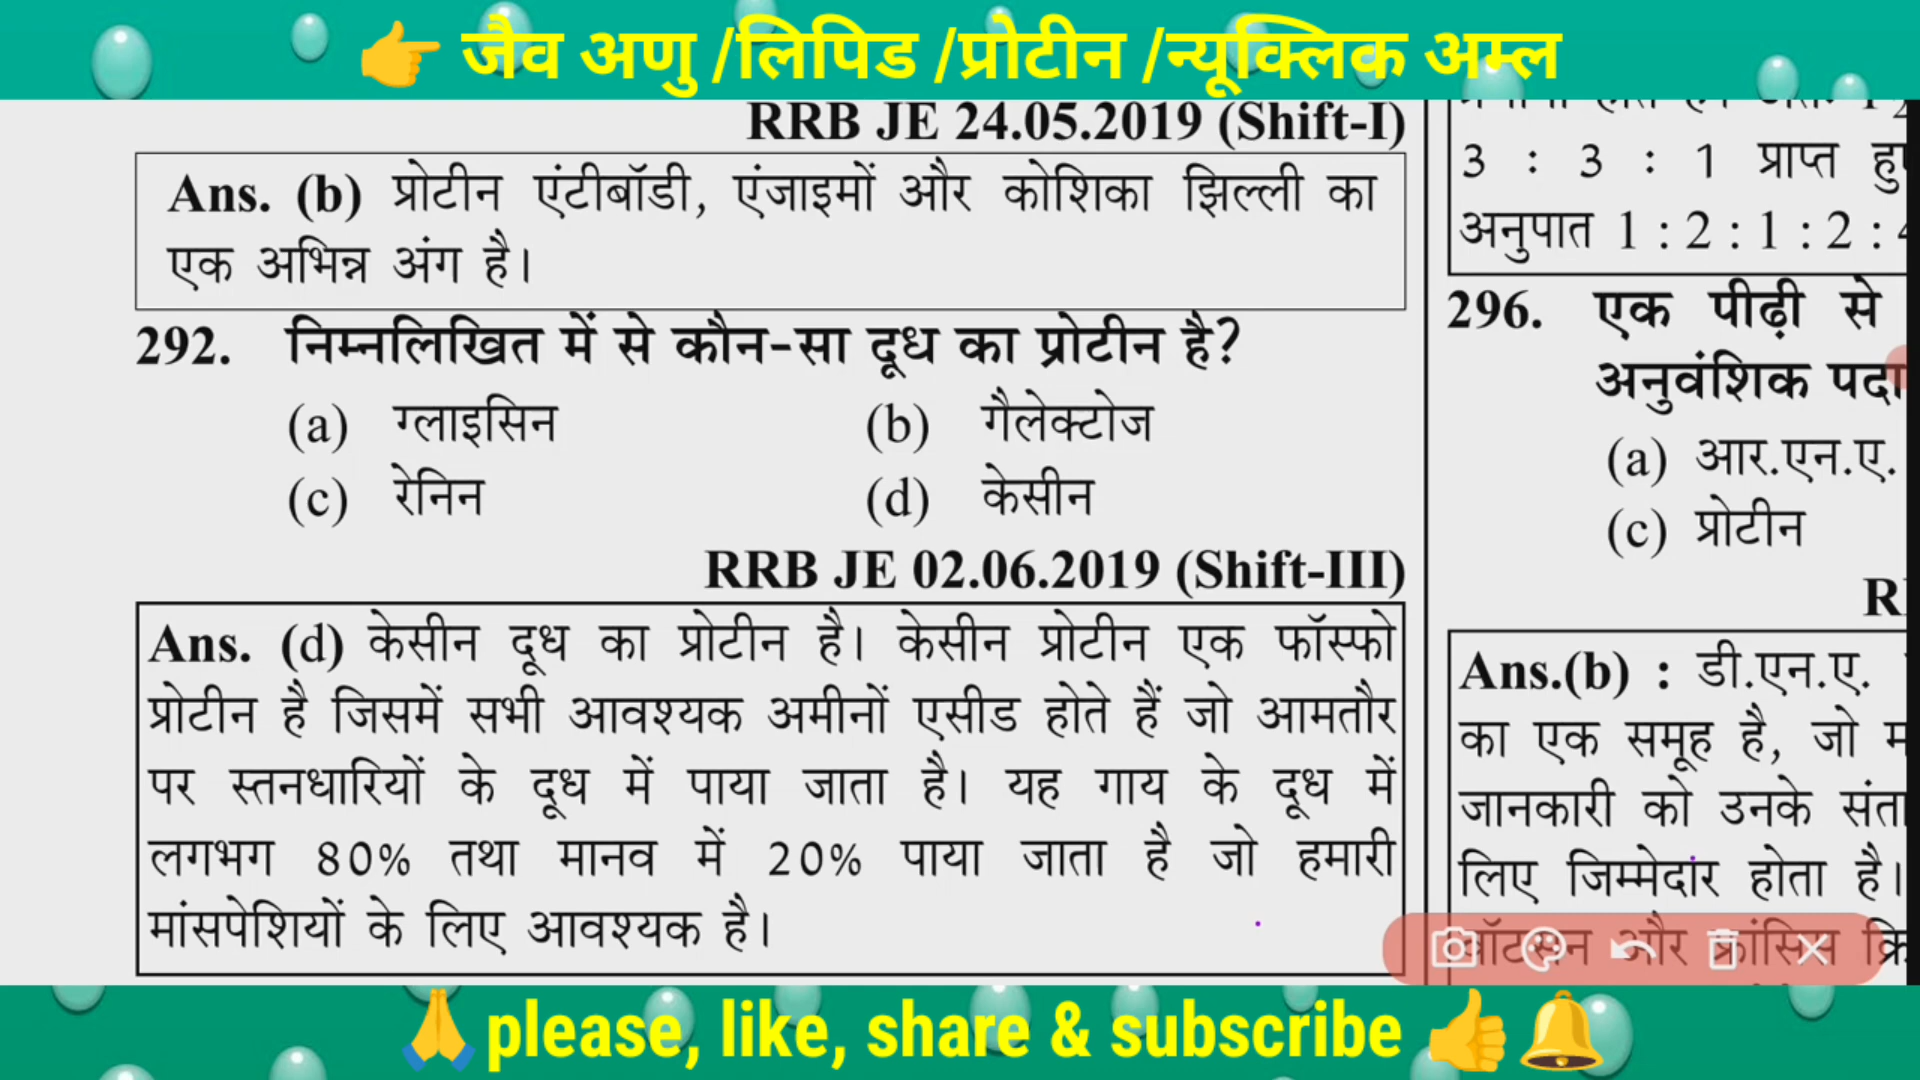 जैव अणु /लिपिड /प्रोटीन /न्यूक्लिक अम्ल
RRB JE 24.05.2019 (Shift-I)
Ans. (b) प्रोटीन एंटीबॉडी, एंजाइमों और कोशिका झिल्ली का
एक अभिन्न अंग है।
292. निम्नलिखित में से कौन-सा दूध का प्रोटीन है?
(a) ग्लाइसिन (b) गैलेक्टोज
(c) रेनिन (d) केसीन
RRB JE 02.06.2019 (Shift-III)
Ans. (d) केसीन दूध का प्रोटीन है। केसीन प्रोटीन एक फॉस्फो
प्रोटीन है जिसमें सभी आवश्यक अमीनों एसीड होते हैं जो आमतौर
पर स्तनधारियों के दूध में पाया जाता है। यह गाय के दूध में
लगभग 80% तथा मानव में 20% पाया जाता है जो हमारी
मांसपेशियों के लिए आवश्यक है।
3 : 3 : 1 प्राप्त
अनुपात 1 : 2 : 1 : 2 :
296. एक पीढ़ी से
अनुवंशिक
(a) आर.एन.ए.
(c) प्रोटीन
Ans.(b) : डी.एन.ए.
का एक समूह है, जो
जानकारी को उनके
लिए जिम्मेदार होता है।
वॉटसन और फ्रांसिस
please, like, share & subscribe